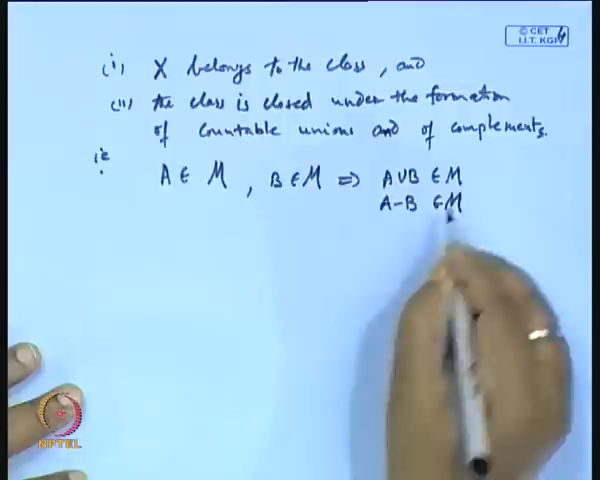 © CET
I.I.T. KGP
(i) X belongs to the class, and
(ii) the class is closed under the formation
of countable unions and of complements.
ie A ∈ M, B ∈ M ⇒ A∪B ∈ M
A-B ∈ M
NPTEL